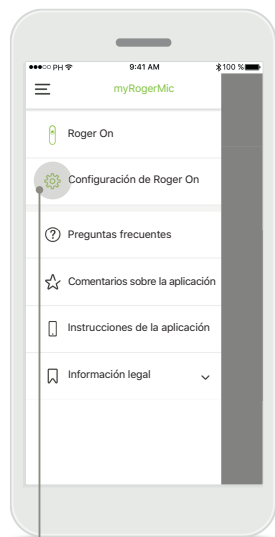 PH 9:41 AM 100 %
myRogerMic
Roger On
Configuración de Roger On
Preguntas frecuentes
Comentarios sobre la aplicación
Instrucciones de la aplicación
Información legal